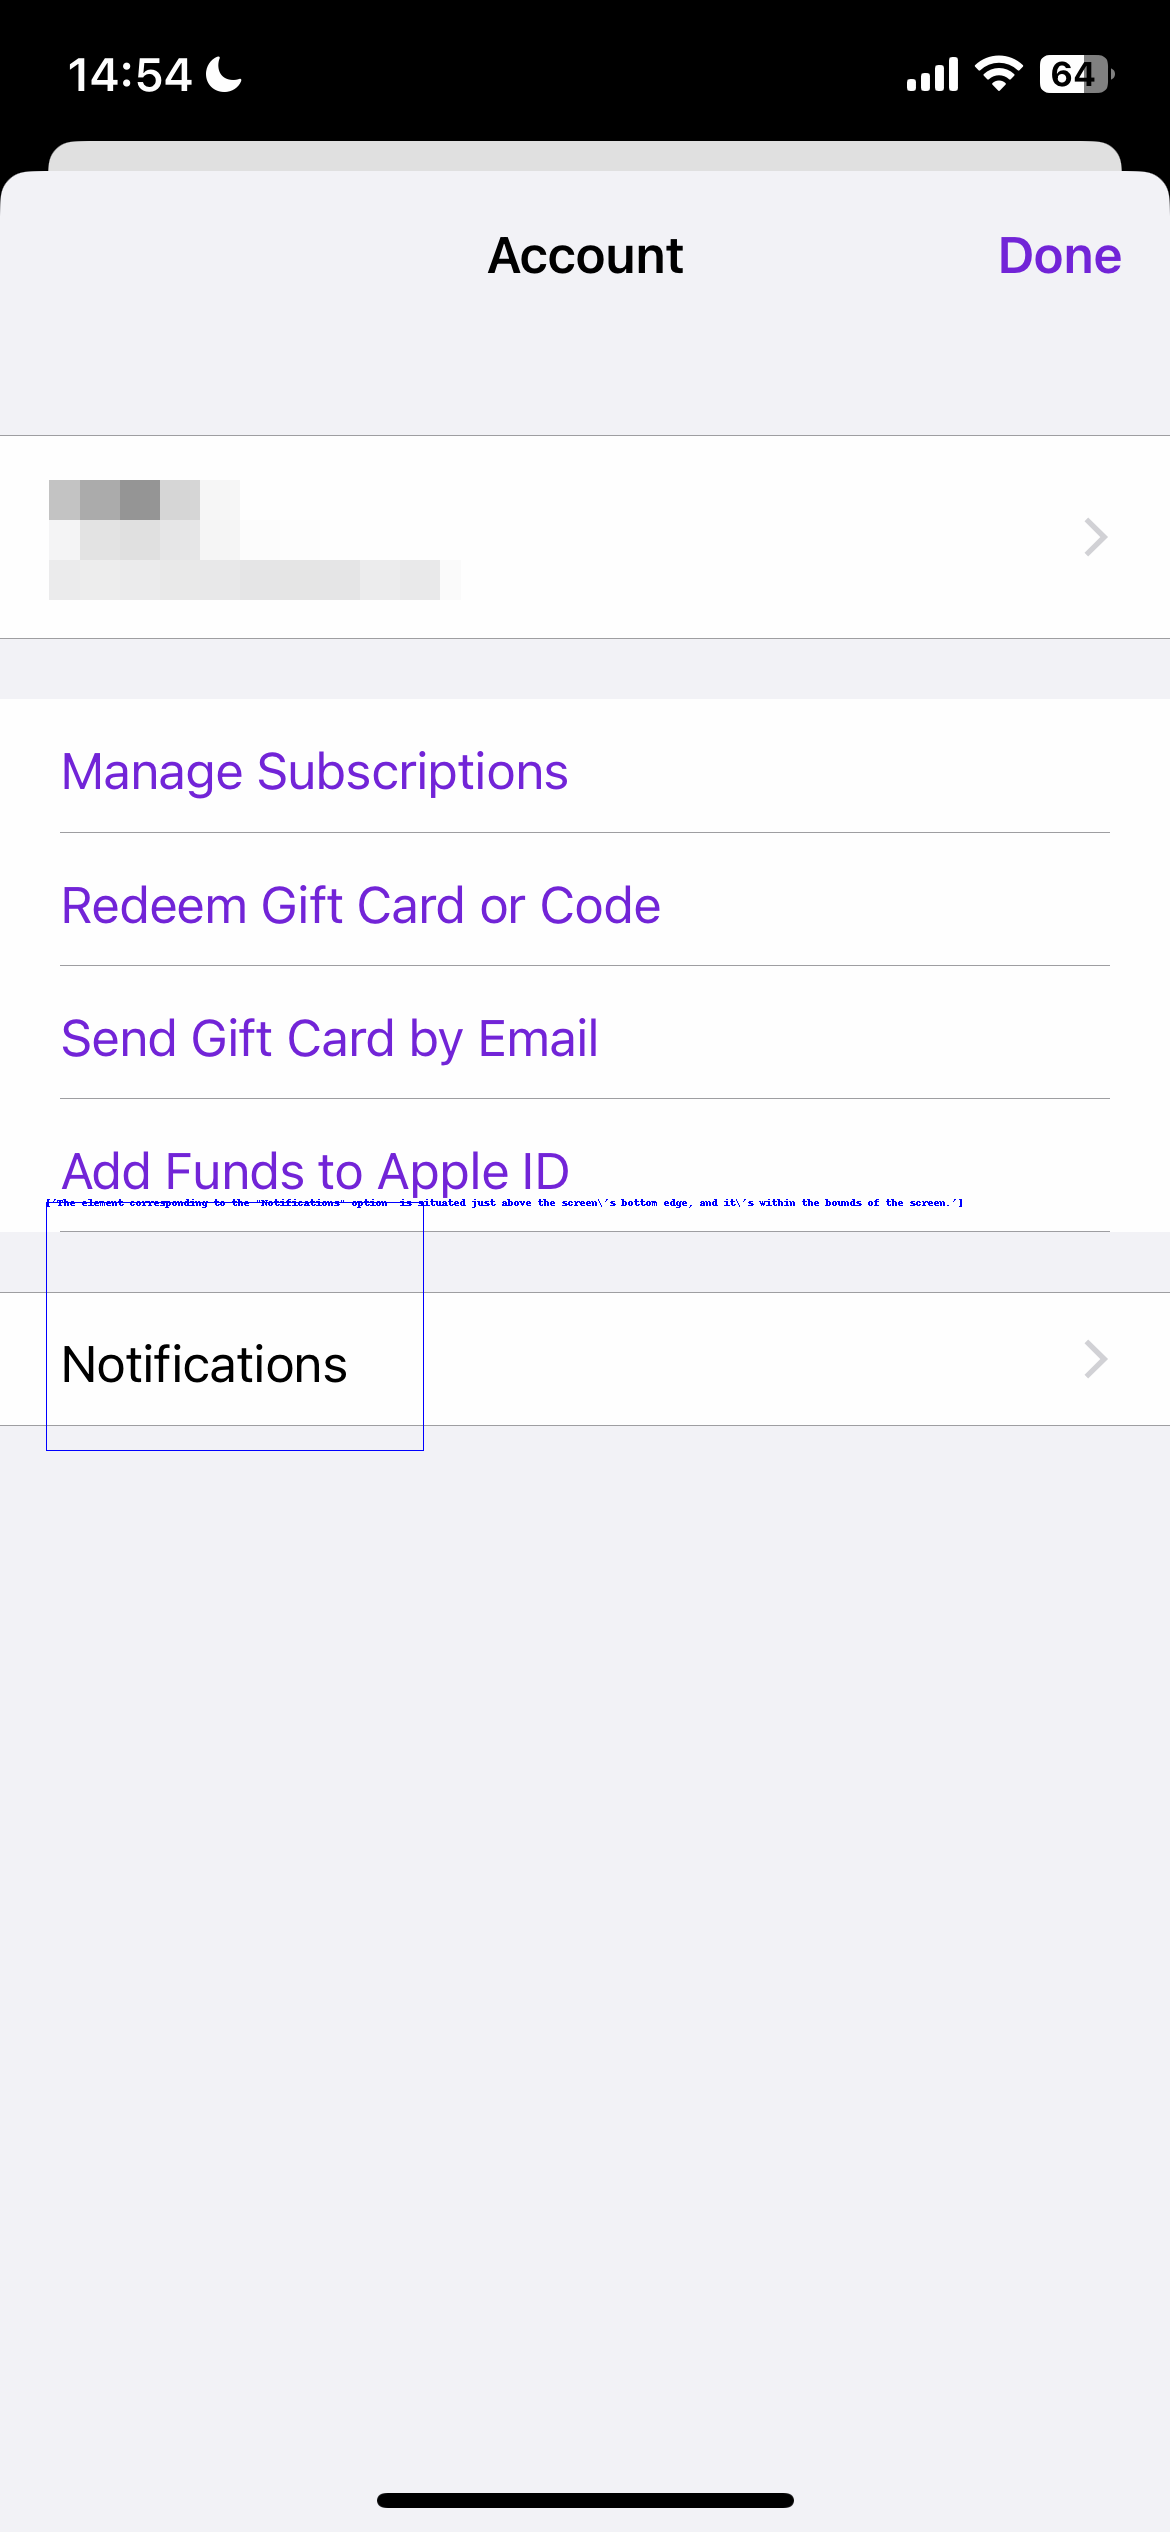 14:54
64
Account
Done
Manage Subscriptions
Redeem Gift Card or Code
Send Gift Card by Email
Add Funds to Apple ID
['The element corresponding to the "Notifications" option  is situated just above the screen\'s bottom edge, and it\'s within the bounds of the screen.']
Notifications